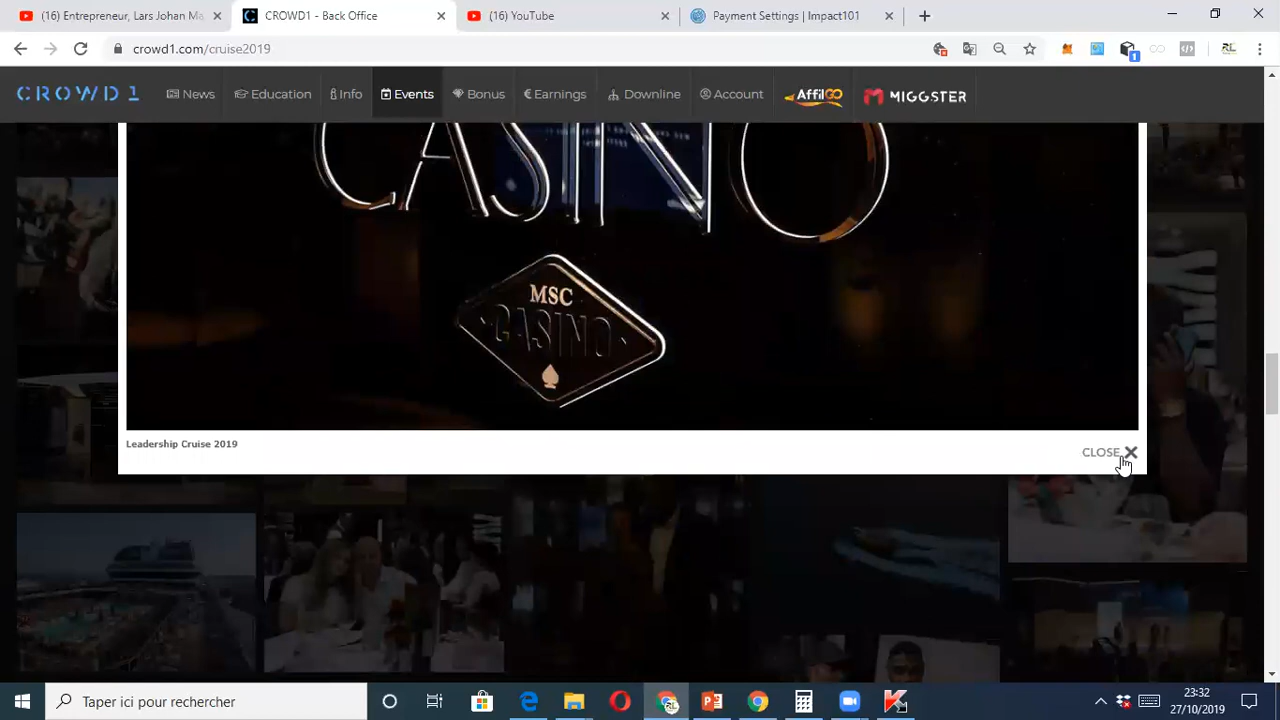 (16) Entrepreneur, Lars Johan Ma
CROWD1 - Back Office
(16) YouTube
Payment Settings | Impact101
crowd1.com/cruise2019
1
CROWD1
News
Education
Info
Events
Bonus
Earnings
Downline
Account
AffilGO
MIGGSTER
CASINO
MSC
CASINO
Leadership Cruise 2019
CLOSE
Taper ici pour rechercher
23:32
27/10/2019